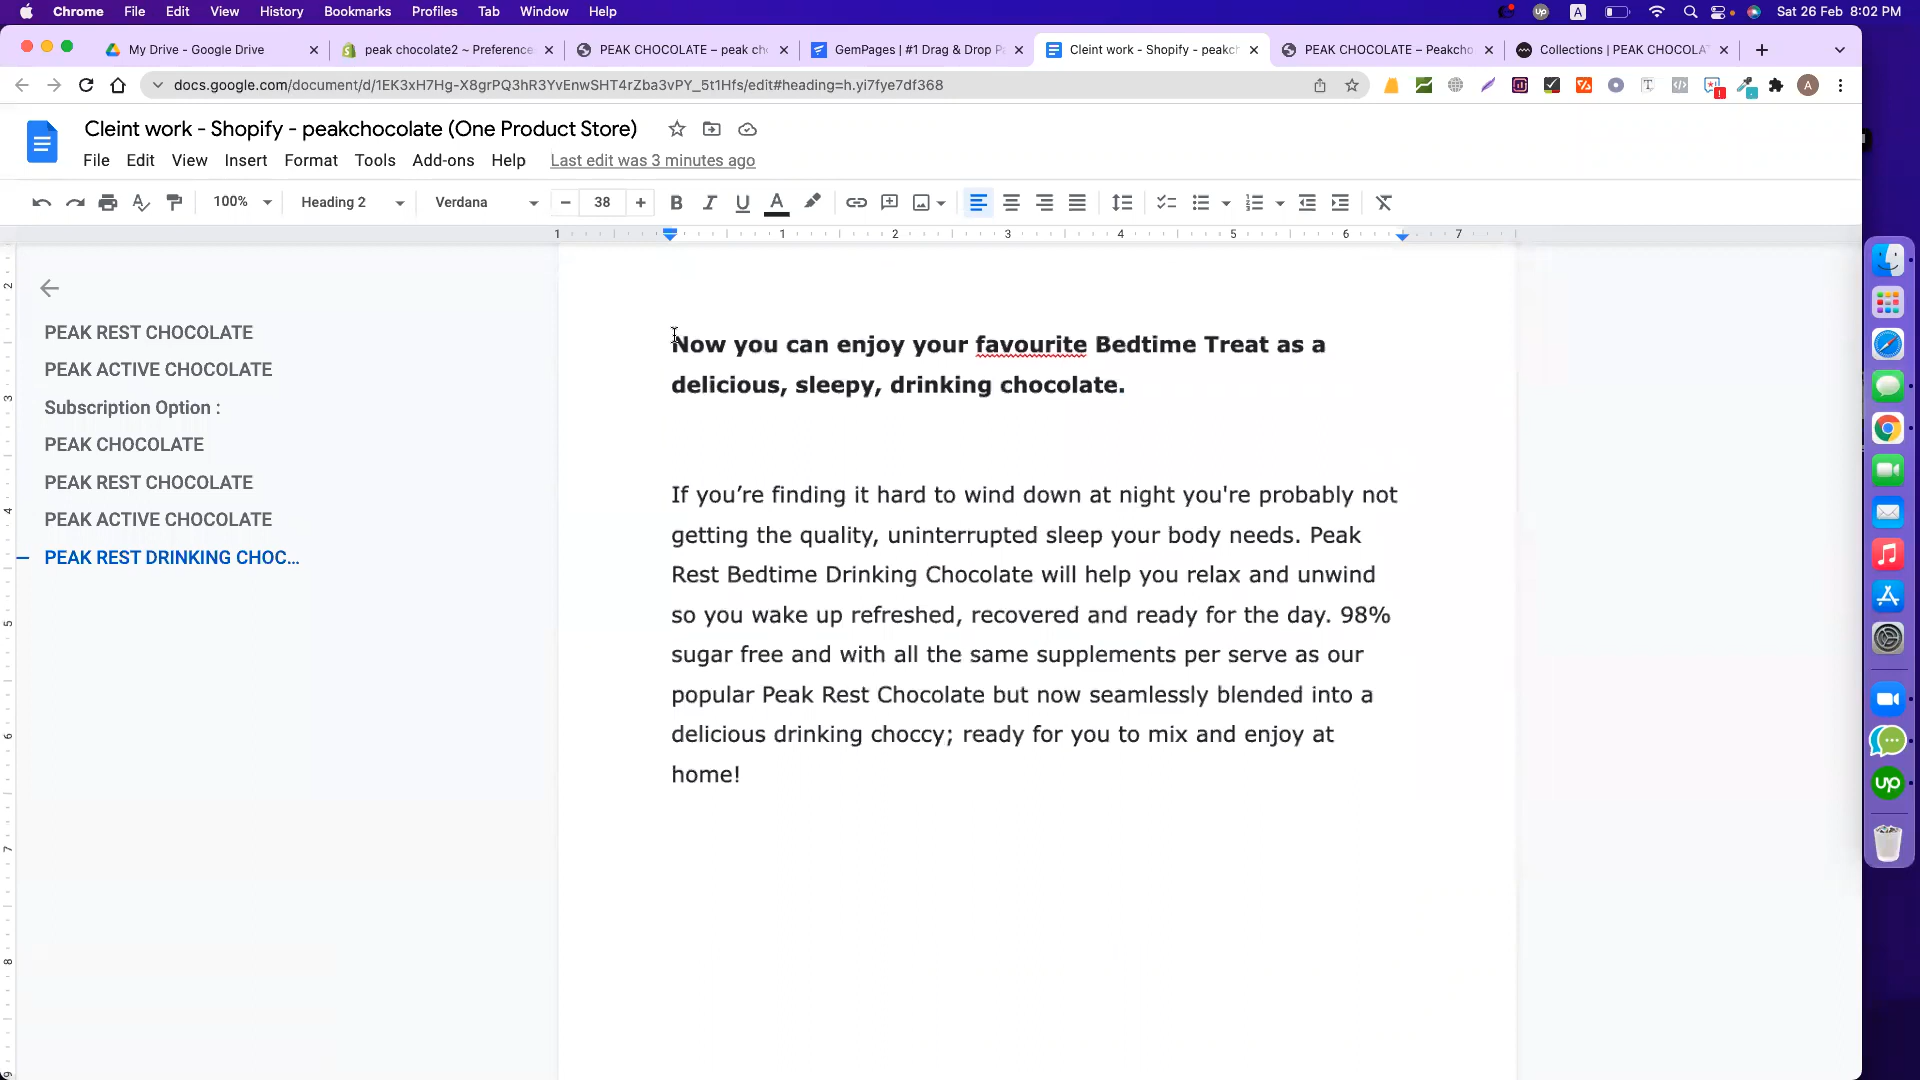 Chrome File Edit View History Bookmarks Profiles Tab Window Help Sat 26 Feb 8:02 PM
My Drive - Google Drive
peak chocolate2 ~ Preference
PEAK CHOCOLATE – peak ch
GemPages | #1 Drag & Drop P
Cleint work - Shopify - peakch
PEAK CHOCOLATE – Peakcho
Collections | PEAK CHOCOLAT
docs.google.com/document/d/1EK3xH7Hg-X8grPQ3hR3YvEnwSHT4rZba3vPY_5t1Hfs/edit#heading=h.yi7fye7df368
Cleint work - Shopify - peakchocolate (One Product Store)
File Edit View Insert Format Tools Add-ons Help Last edit was 3 minutes ago
100% Heading 2 Verdana 38
1 1 2 3 4 5 6 7
PEAK REST CHOCOLATE
PEAK ACTIVE CHOCOLATE
Subscription Option :
PEAK CHOCOLATE
PEAK REST CHOCOLATE
PEAK ACTIVE CHOCOLATE
PEAK REST DRINKING CHOC...
Now you can enjoy your favourite Bedtime Treat as a
delicious, sleepy, drinking chocolate.
If you’re finding it hard to wind down at night you're probably not
getting the quality, uninterrupted sleep your body needs. Peak
Rest Bedtime Drinking Chocolate will help you relax and unwind
so you wake up refreshed, recovered and ready for the day. 98%
sugar free and with all the same supplements per serve as our
popular Peak Rest Chocolate but now seamlessly blended into a
delicious drinking choccy; ready for you to mix and enjoy at
home!